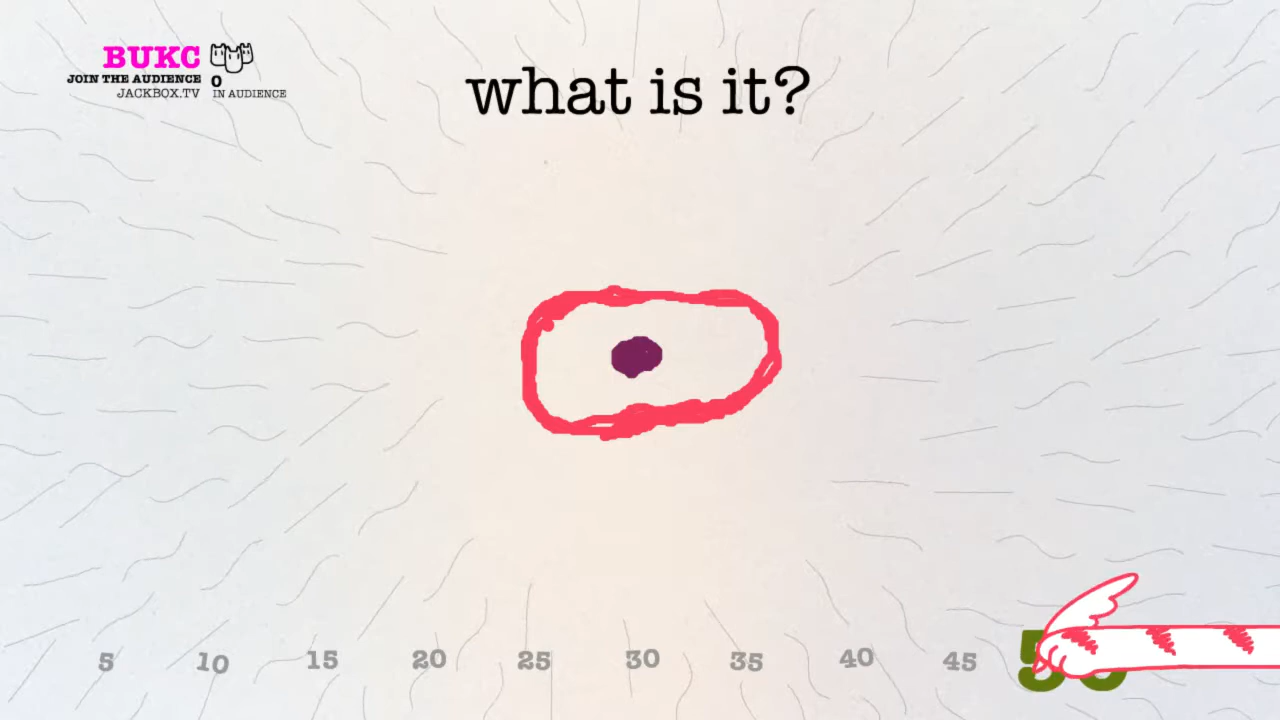 BUKC
JOIN THE AUDIENCE
JACKBOX.TV
0
IN AUDIENCE
what is it?
5 10 15 20 25 30 35 40 45